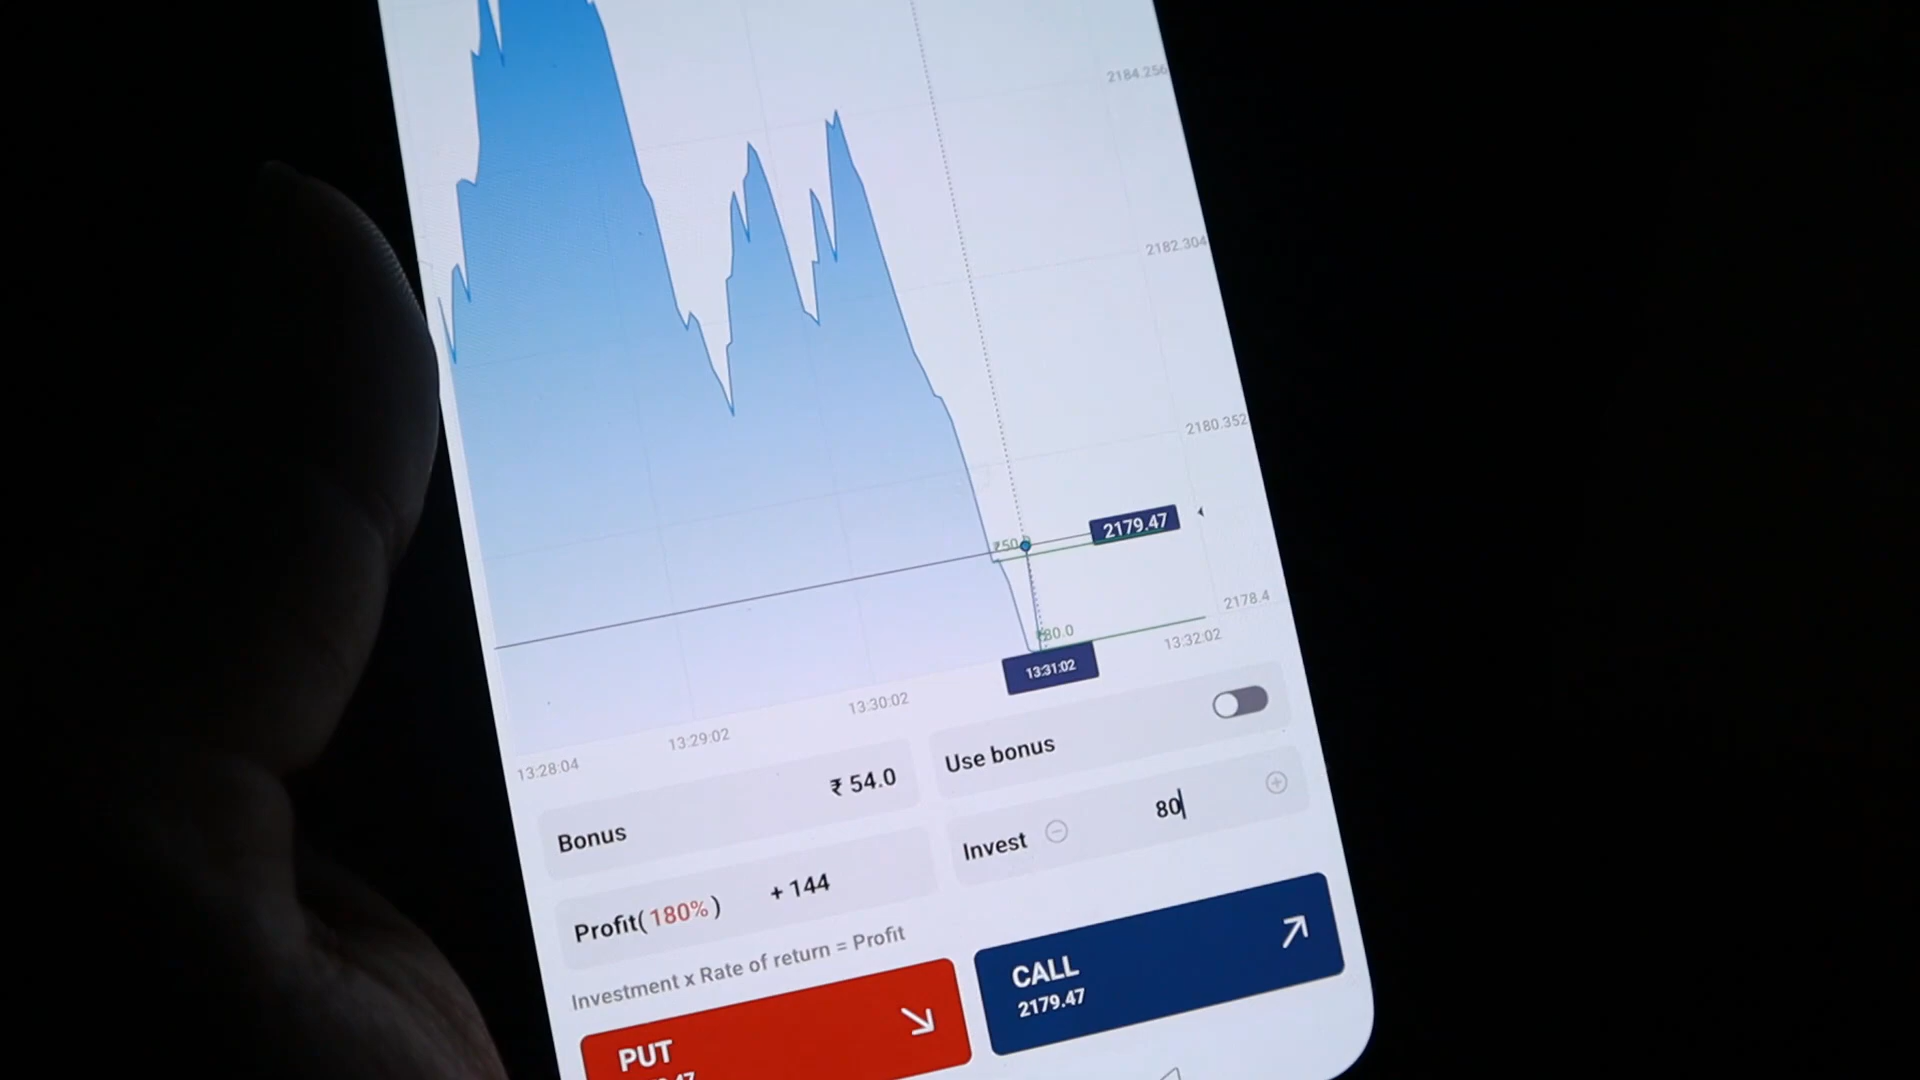 2184.256
2182.304
2180.352
2179.47
₹50.
2178.4
₹80.0
13:31:02
13:32:02
13:30:02
13:29:02
13:28:04
Bonus ₹ 54.0
Use bonus
Profit(180%) + 144
Invest 80
Investment x Rate of return = Profit
PUT
CALL
2179.47